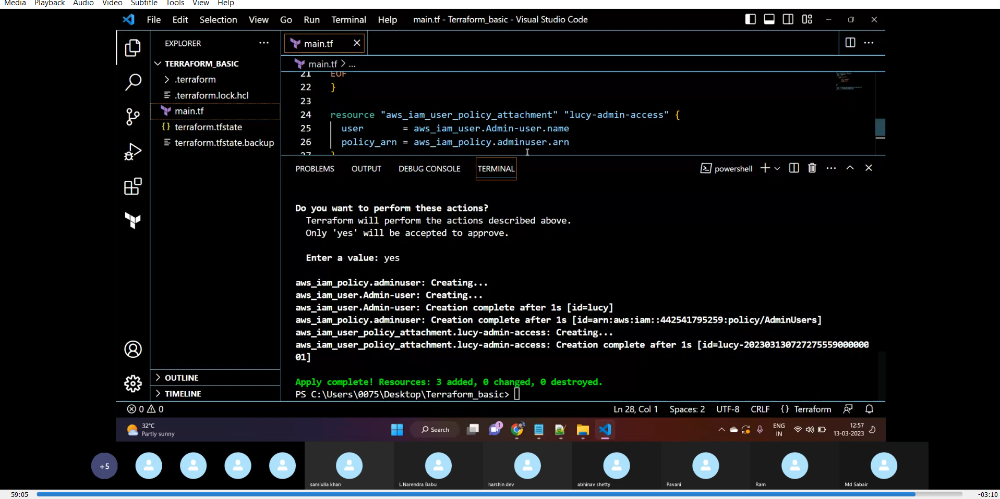 Media Playback Audio Video Subtitle Tools View Help
File Edit Selection View Go Run Terminal Help main.tf - Terraform_basic - Visual Studio Code
EXPLORER ···
main.tf
TERRAFORM_BASIC
main.tf > ...
.terraform
.terraform.lock.hcl
main.tf
terraform.tfstate
terraform.tfstate.backup
21 EOF
22 }
23
24 resource "aws_iam_user_policy_attachment" "lucy-admin-access" {
25 user = aws_iam_user.Admin-user.name
26 policy_arn = aws_iam_policy.adminuser.arn
27 }
PROBLEMS OUTPUT DEBUG CONSOLE TERMINAL powershell
Do you want to perform these actions?
Terraform will perform the actions described above.
Only 'yes' will be accepted to approve.
Enter a value: yes
aws_iam_policy.adminuser: Creating...
aws_iam_user.Admin-user: Creating...
aws_iam_user.Admin-user: Creation complete after 1s [id=lucy]
aws_iam_policy.adminuser: Creation complete after 1s [id=arn:aws:iam::442541795259:policy/AdminUsers]
aws_iam_user_policy_attachment.lucy-admin-access: Creating...
aws_iam_user_policy_attachment.lucy-admin-access: Creation complete after 1s [id=lucy-202303130727275559000000
01]
Apply complete! Resources: 3 added, 0 changed, 0 destroyed.
PS C:\Users\0075\Desktop\Terraform_basic>
OUTLINE
TIMELINE
0 0 Ln 28, Col 1 Spaces: 2 UTF-8 CRLF {} Terraform
32°C
Partly sunny
Search
1
ENG
IN
12:57
13-03-2023
+5
samiulla khan
L.Narendra Babu
harshin dev
abhinav shetty
Pavani
Ram
Md Sabair
59:05 -03:10